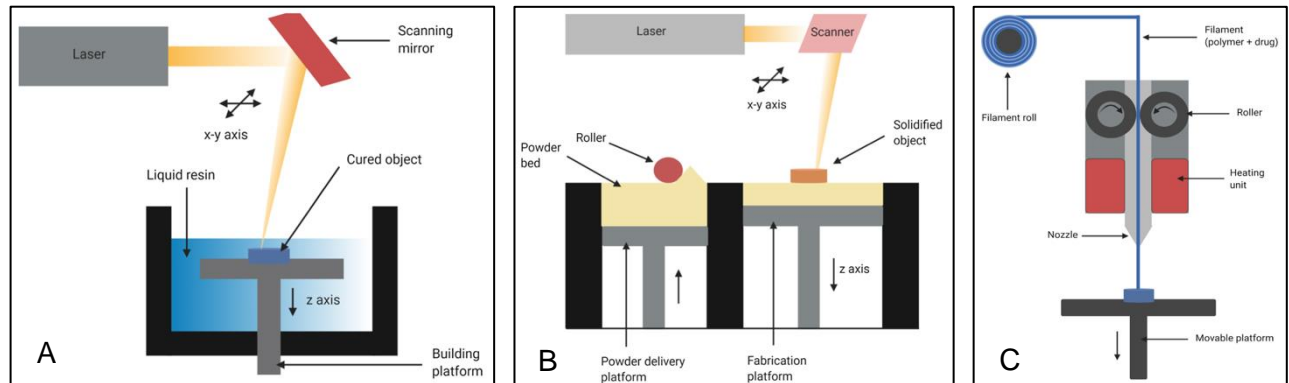 Laser
Scanning
mirror
x-y axis
Cured object
Liquid resin
z axis
Building
platform
A
Laser
Scanner
x-y axis
Roller
Solidified
object
Powder
bed
z axis
Powder delivery
platform
Fabrication
platform
B
Filament
(polymer + drug)
Filament roll
Roller
Heating
unit
Nozzle
Movable platform
C